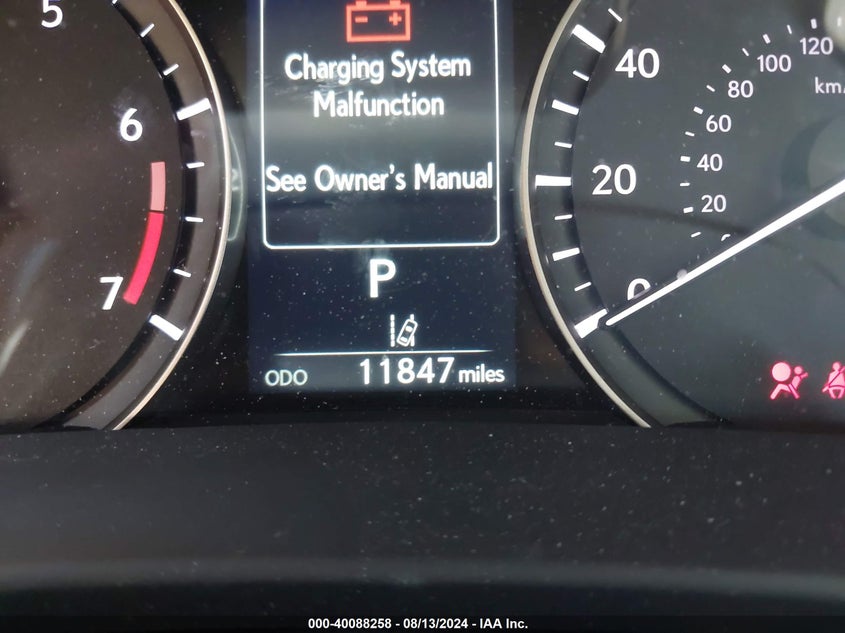 5
6
7
Charging System
Malfunction
See Owner's Manual
P
ODO 11847 miles
40
20
0
120
100
80
60
40
20
km/
000-40088258 - 08/13/2024 - IAA Inc.